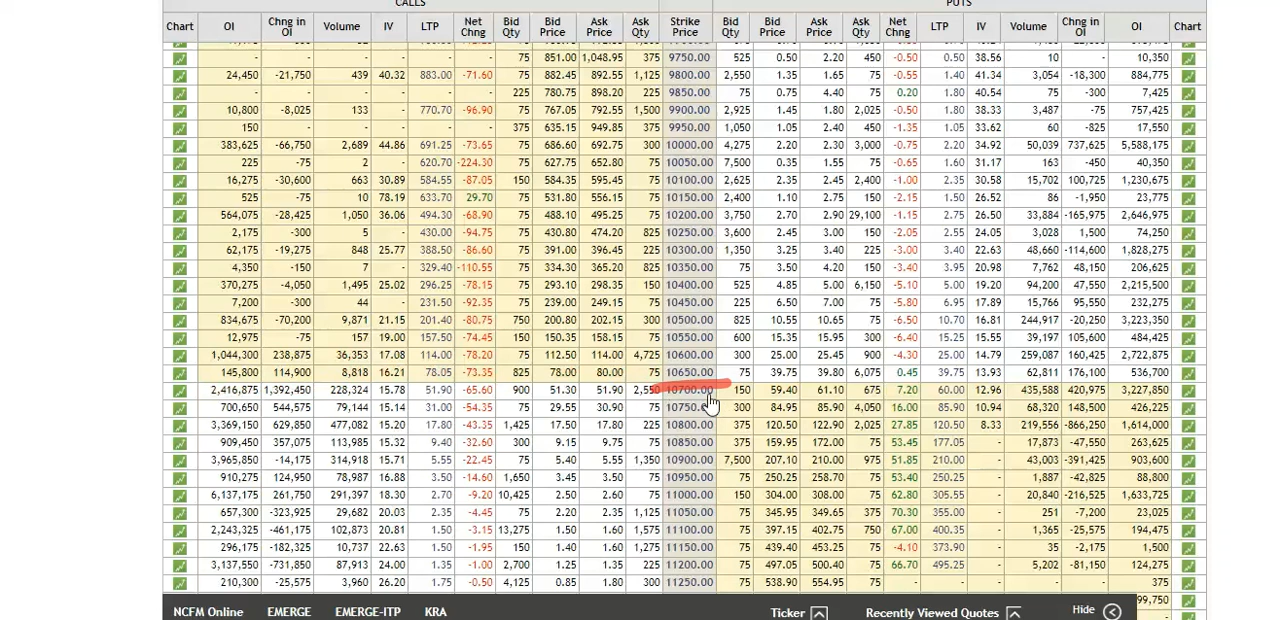 CALLS PUTS
Chart OI Chng in OI Volume IV LTP Net Chng Bid Qty Bid Price Ask Price Ask Qty Strike Price Bid Qty Bid Price Ask Price Ask Qty Net Chng LTP IV Volume Chng in OI OI Chart
- - - - - - 75 851.00 1,048.95 375 9750.00 525 0.50 2.20 450 -0.50 0.50 38.56 10 - 10,350
24,450 -21,750 439 40.32 883.00 -71.60 75 882.45 892.55 1,125 9800.00 2,550 1.35 1.65 75 -0.55 1.40 41.34 3,054 -18,300 884,775
- - - - - - 225 780.75 898.20 225 9850.00 75 0.75 4.40 75 0.20 1.80 40.54 75 -300 7,425
10,800 -8,025 133 - 770.70 -96.90 75 767.05 792.55 1,500 9900.00 2,925 1.45 1.80 2,025 -0.50 1.80 38.33 3,487 -75 757,425
150 - - - - - 375 635.15 949.85 375 9950.00 1,050 1.05 2.40 450 -1.35 1.05 33.62 60 -825 17,550
383,625 -66,750 2,689 44.86 691.25 -73.65 75 686.60 692.75 300 10000.00 4,275 2.20 2.30 3,000 -0.75 2.20 34.92 50,039 737,625 5,588,175
225 -75 2 - 620.70 -224.30 75 627.75 652.80 75 10050.00 7,500 0.35 1.55 75 -0.65 1.60 31.17 163 -450 40,350
16,275 -30,600 663 30.89 584.55 -87.05 150 584.35 595.45 75 10100.00 2,625 2.35 2.45 2,400 -1.00 2.35 30.58 15,702 100,725 1,230,675
525 -75 10 78.19 633.70 29.70 75 531.80 556.15 75 10150.00 2,400 1.10 2.75 150 -2.15 1.50 26.52 86 -1,950 23,775
564,075 -28,425 1,050 36.06 494.30 -68.90 75 488.10 495.25 75 10200.00 3,750 2.70 2.90 29,100 -1.15 2.75 26.50 33,884 -165,975 2,646,975
2,175 -300 5 - 430.00 -94.75 75 430.80 474.20 825 10250.00 3,600 2.45 3.00 150 -2.05 2.55 24.05 3,028 1,500 74,250
62,175 -19,275 848 25.77 388.50 -86.60 75 391.00 396.45 225 10300.00 1,350 3.25 3.40 225 -3.00 3.40 22.63 48,660 -114,600 1,828,275
4,350 -150 7 - 329.40 -110.55 75 334.30 365.20 825 10350.00 75 3.50 4.20 150 -3.40 3.95 20.98 7,762 48,150 206,625
370,275 -4,050 1,495 25.02 296.25 -78.15 75 293.10 298.35 150 10400.00 525 4.85 5.00 6,150 -5.10 5.00 19.20 94,200 47,550 2,215,500
7,200 -300 44 - 231.50 -92.35 75 239.00 249.15 75 10450.00 225 6.50 7.00 75 -5.80 6.95 17.89 15,766 95,550 232,275
834,675 -70,200 9,871 21.15 201.40 -80.75 750 200.80 202.15 300 10500.00 825 10.55 10.65 75 -6.50 10.70 16.81 244,917 -20,250 3,223,350
12,975 - 157 19.00 157.50 -74.45 150 150.35 158.15 75 10550.00 600 15.35 15.95 300 -6.40 15.25 15.55 39,197 105,600 484,425
1,044,300 238,875 36,353 17.08 114.00 -78.20 75 112.50 114.00 4,725 10600.00 300 25.00 25.45 900 -4.30 25.00 14.79 259,087 160,425 2,722,875
145,800 114,900 8,818 16.21 78.05 -73.35 825 78.00 80.00 75 10650.00 75 39.75 39.80 6,075 0.45 39.75 13.93 62,811 176,100 536,700
2,416,875 1,392,450 228,324 15.78 51.90 -65.60 900 51.30 51.90 2,550 10700.00 150 59.40 61.10 675 7.20 60.00 12.96 435,588 420,975 3,227,850
700,650 544,575 79,144 15.14 31.00 -54.35 75 29.55 30.90 75 10750. 300 84.95 85.90 4,050 16.00 85.90 10.94 68,320 148,500 426,225
3,369,150 629,850 477,082 15.20 17.80 -43.35 1,425 17.50 17.80 225 10800.00 375 120.50 122.90 2,025 27.85 120.50 8.33 219,556 -866,250 1,614,000
909,450 357,075 113,985 15.32 9.40 -32.60 300 9.15 9.75 75 10850.00 375 159.95 172.00 75 53.45 177.05 - 17,873 -47,550 263,625
3,965,850 -14,175 314,918 15.71 5.55 -22.45 75 5.40 5.55 1,350 10900.00 7,500 207.10 210.00 975 51.85 210.00 - 43,003 -391,425 903,600
910,275 124,950 78,987 16.88 3.50 -14.60 1,650 3.45 3.50 75 10950.00 75 250.25 258.70 75 53.40 250.25 - 1,887 -42,825 88,800
6,137,175 261,750 291,397 18.30 2.70 -9.20 10,425 2.50 2.60 75 11000.00 150 304.00 308.00 75 62.80 305.55 - 20,840 -216,525 1,633,725
657,300 -323,925 29,682 20.03 2.35 -4.45 75 2.20 2.35 1,125 11050.00 75 345.95 349.65 375 70.30 355.00 - 251 -7,200 23,025
2,243,325 -461,175 102,873 20.81 1.50 -3.15 13,275 1.50 1.60 1,575 11100.00 75 397.15 402.75 750 67.00 400.35 - 1,365 -25,575 194,475
296,175 -182,325 10,737 22.63 1.50 -1.95 150 1.40 1.60 1,275 11150.00 75 439.40 453.25 75 -4.10 373.90 - 35 -2,175 1,500
3,137,550 -731,850 87,913 24.00 1.35 -1.00 2,700 1.25 1.35 225 11200.00 75 497.05 500.40 75 66.70 495.25 - 5,202 -81,150 124,275
210,300 -25,575 3,960 26.20 1.75 -0.50 4,125 0.85 1.80 300 11250.00 75 538.90 554.95 75 - - - - - 375
99,750
NCFM Online EMERGE EMERGE-ITP KRA Ticker Recently Viewed Quotes Hide